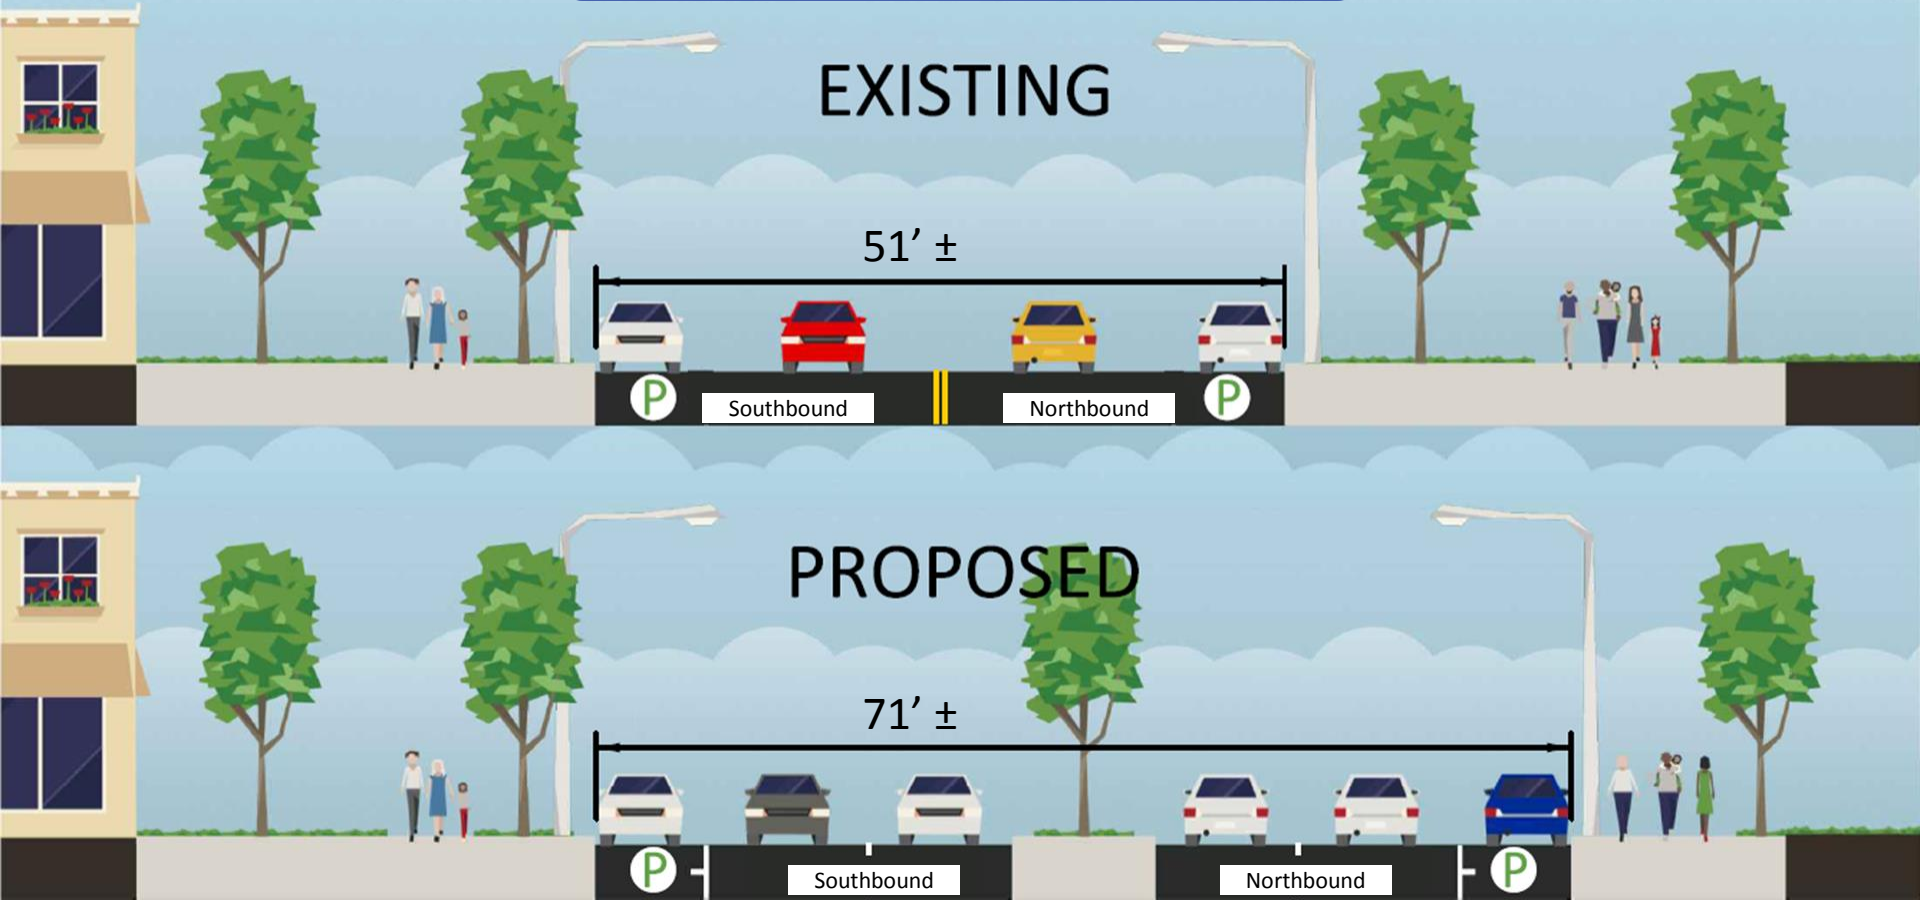 EXISTING
51’ ±
P
Southbound
Northbound
P
PROPOSED
71’ ±
P
Southbound
Northbound
P